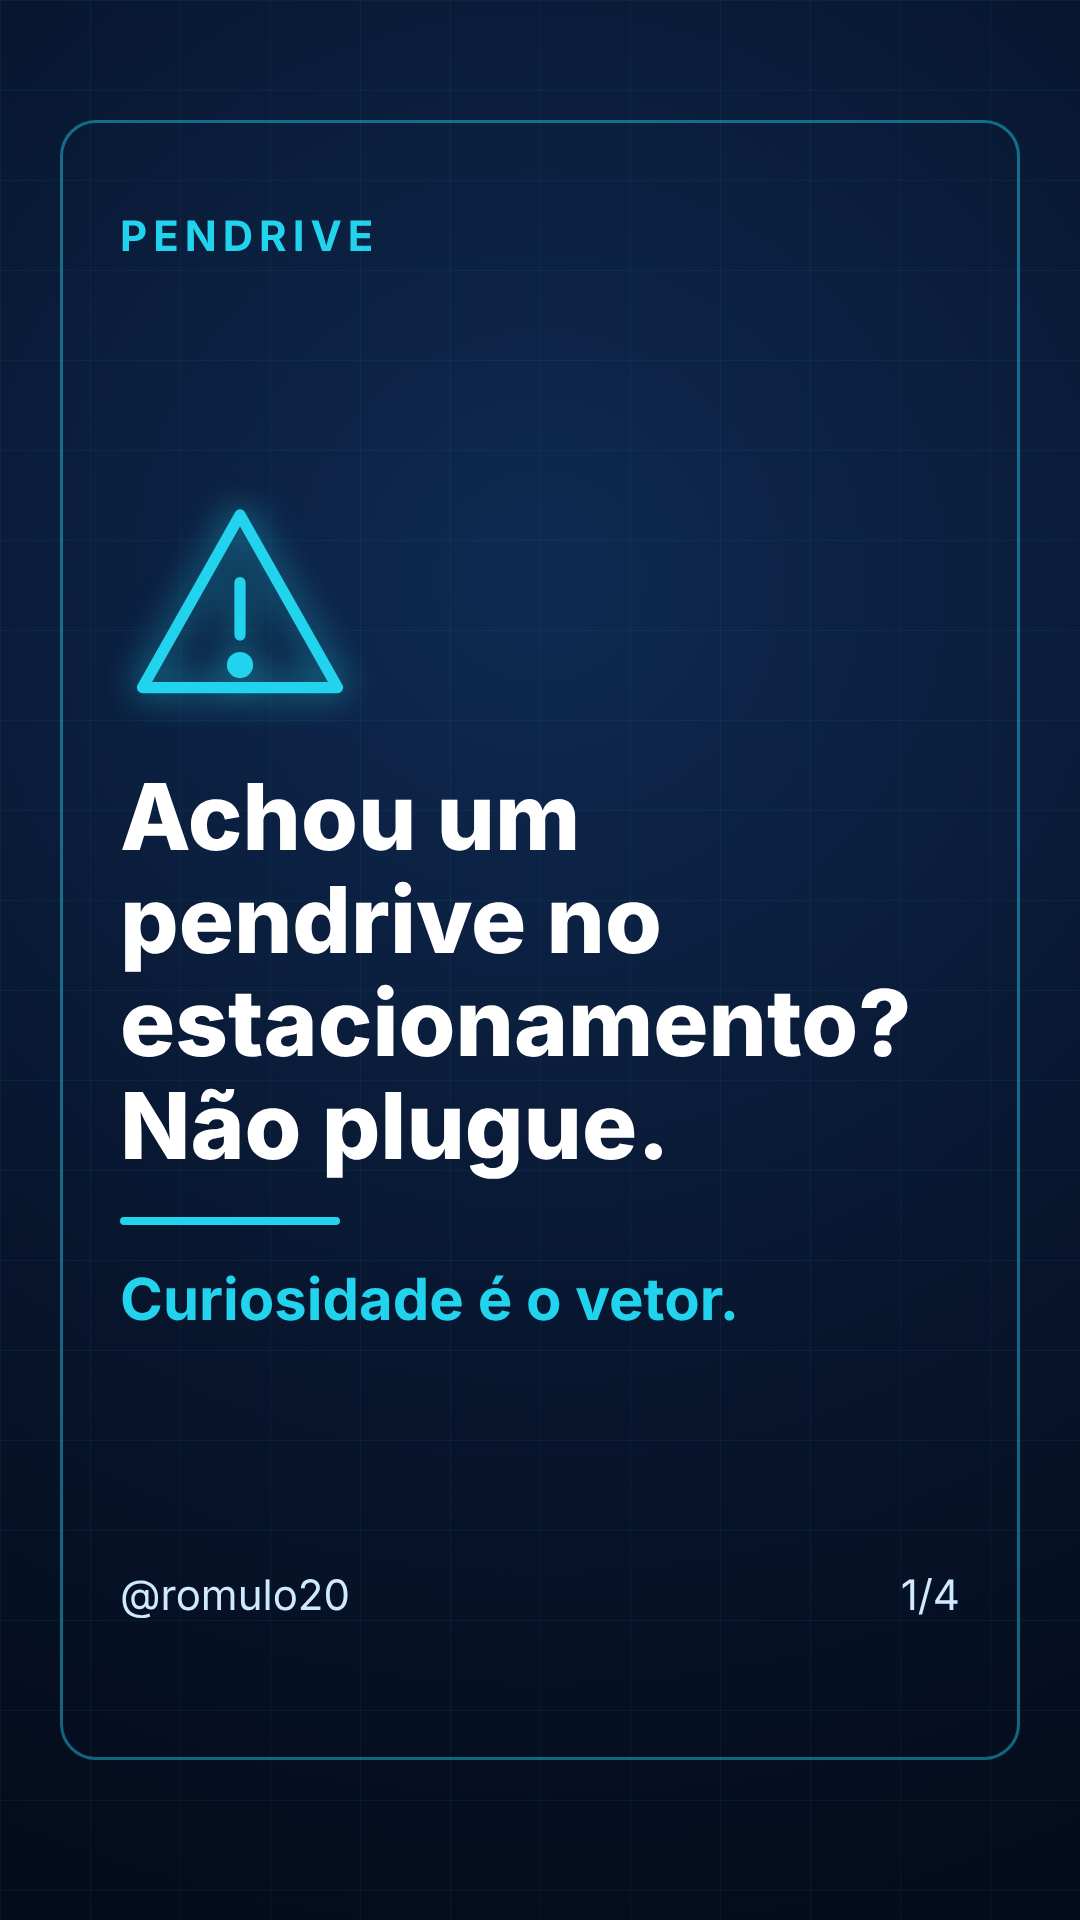 PENDRIVE
Achou um
pendrive no
estacionamento?
Não plugue.
Curiosidade é o vetor.
@romulo20
1/4